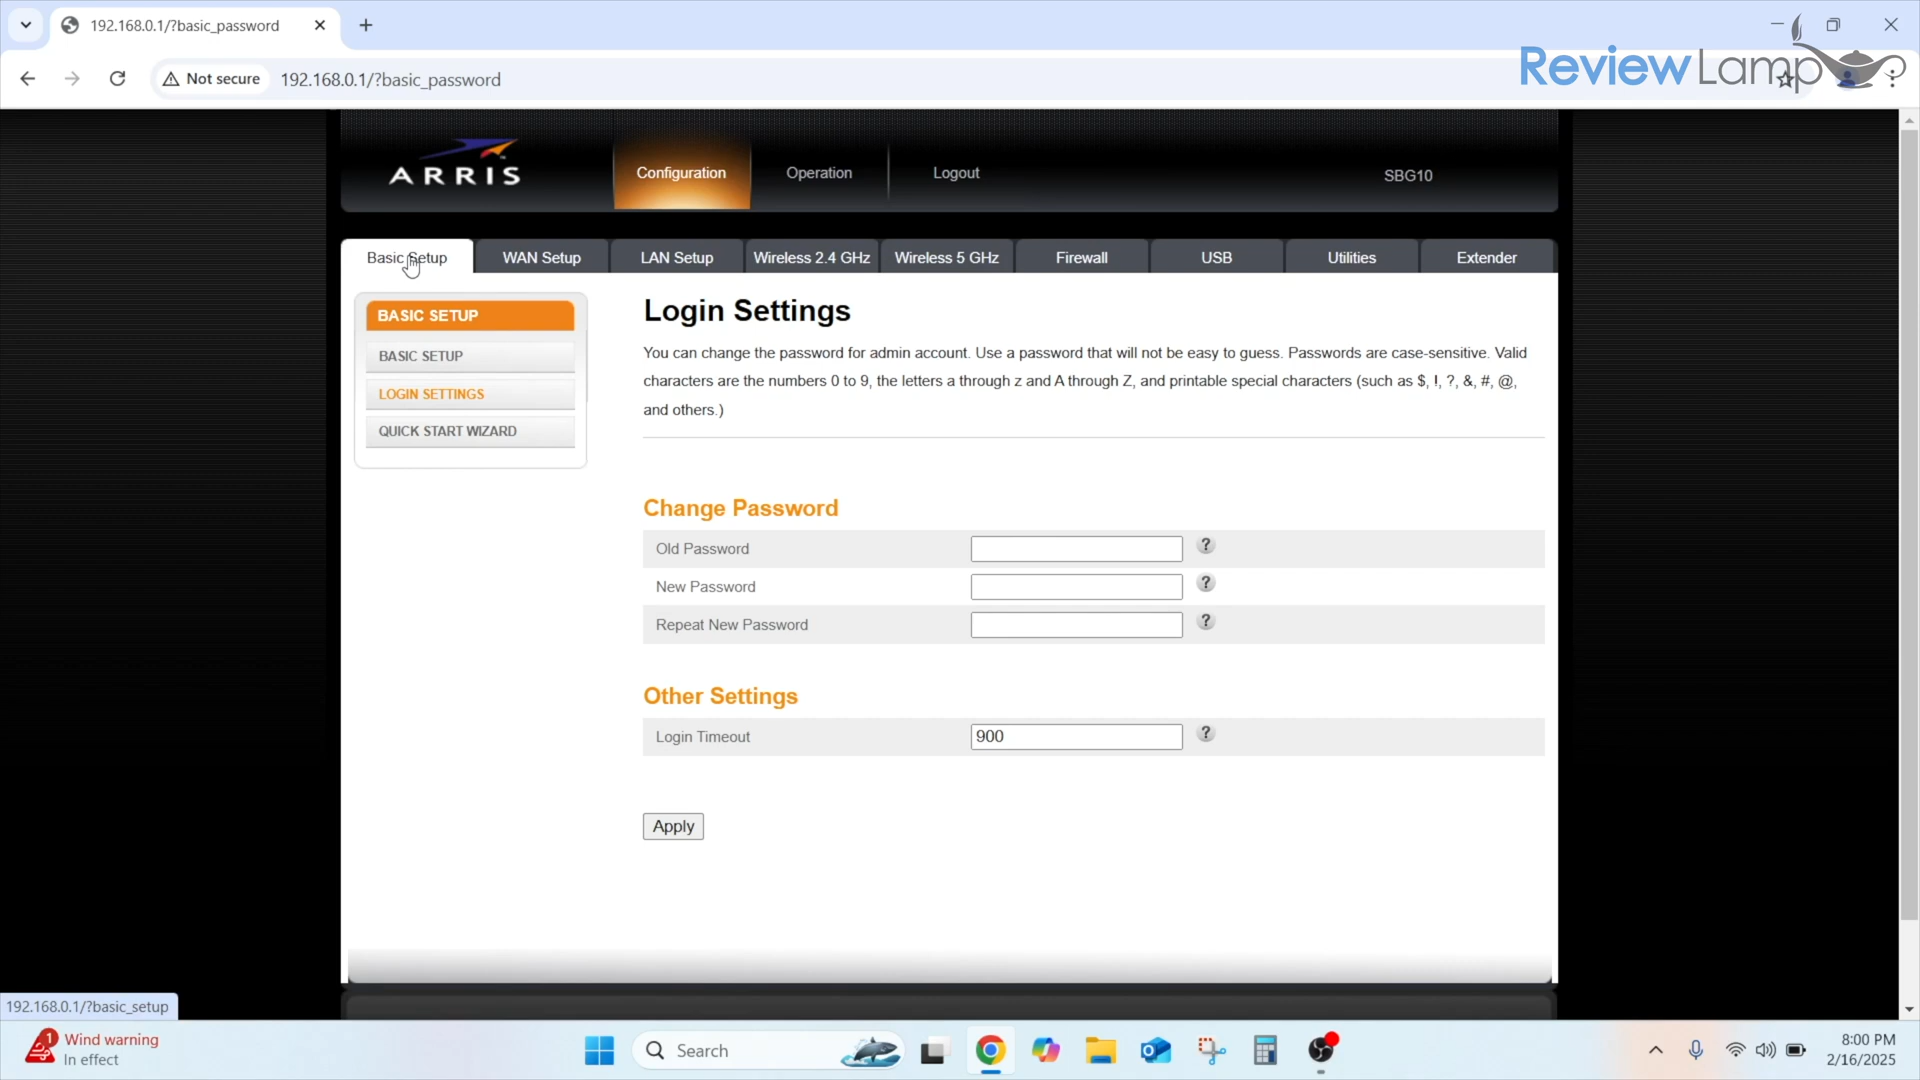 192.168.0.1/?basic_password
Not secure
192.168.0.1/?basic_password
ReviewLamp
ARRIS
Configuration
Operation
Logout
SBG10
Basic Setup
WAN Setup
LAN Setup
Wireless 2.4 GHz
Wireless 5 GHz
Firewall
USB
Utilities
Extender
BASIC SETUP
BASIC SETUP
LOGIN SETTINGS
QUICK START WIZARD
Login Settings
You can change the password for admin account. Use a password that will not be easy to guess. Passwords are case-sensitive. Valid
characters are the numbers 0 to 9, the letters a through z and A through Z, and printable special characters (such as $, !, ?, &, #, @,
and others.)
Change Password
Old Password
?
New Password
?
Repeat New Password
?
Other Settings
Login Timeout
900
?
Apply
192.168.0.1/?basic_setup
1
Wind warning
In effect
Search
8:00 PM
2/16/2025